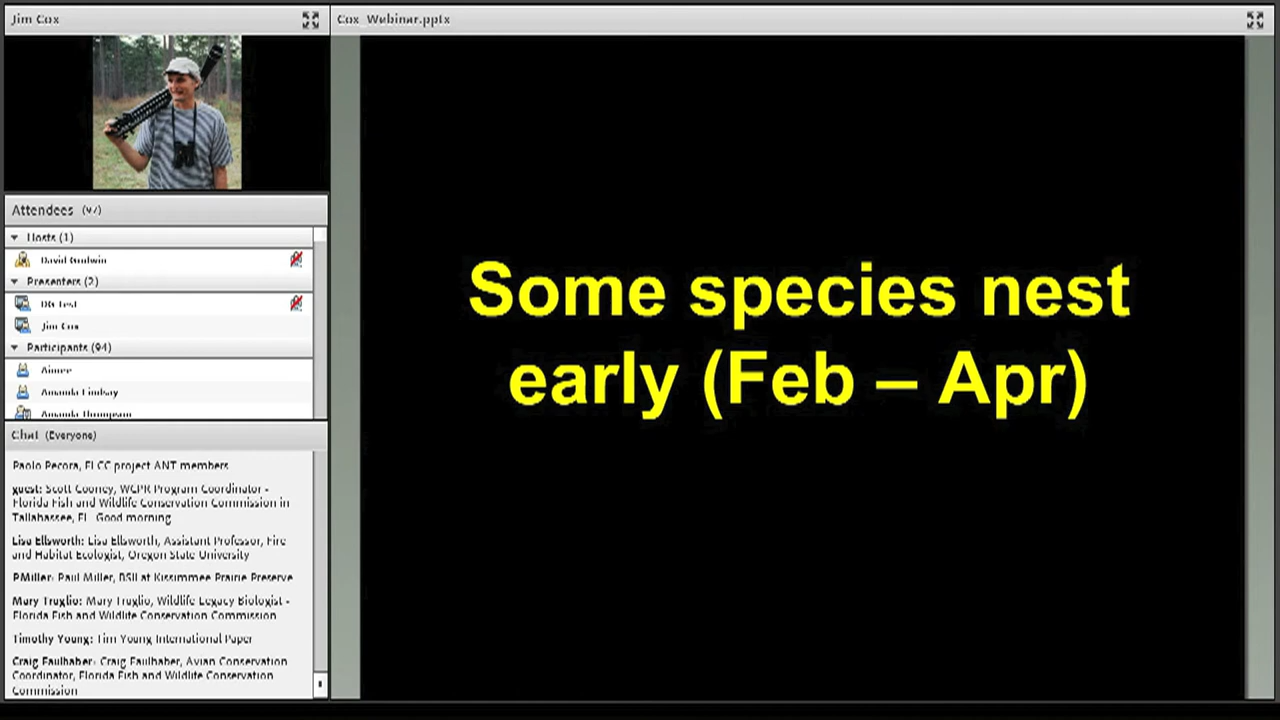 Jim Cox
Cox_Webinar.pptx
Attendees (97)
Hosts (1)
David Godwin
Presenters (2)
DG Test
Jim Cox
Participants (94)
Aimee
Amanda Lindsay
Amanda Thompson
Chat (Everyone)
Paolo Pecora, FLCC project ANT members
guest: Scott Cooney, WCPR Program Coordinator -
Florida Fish and Wildlife Conservation Commission in
Tallahassee, FL. Good morning
Lisa Ellsworth: Lisa Ellsworth, Assistant Professor, Fire
and Habitat Ecologist, Oregon State University
PMiller: Paul Miller, BSII at Kissimmee Prairie Preserve
Mary Truglio: Mary Truglio, Wildlife Legacy Biologist -
Florida Fish and Wildlife Conservation Commission
Timothy Young: Tim Young International Paper
Craig Faulhaber: Craig Faulhaber, Avian Conservation
Coordinator, Florida Fish and Wildlife Conservation
Commission
Some species nest
early (Feb – Apr)